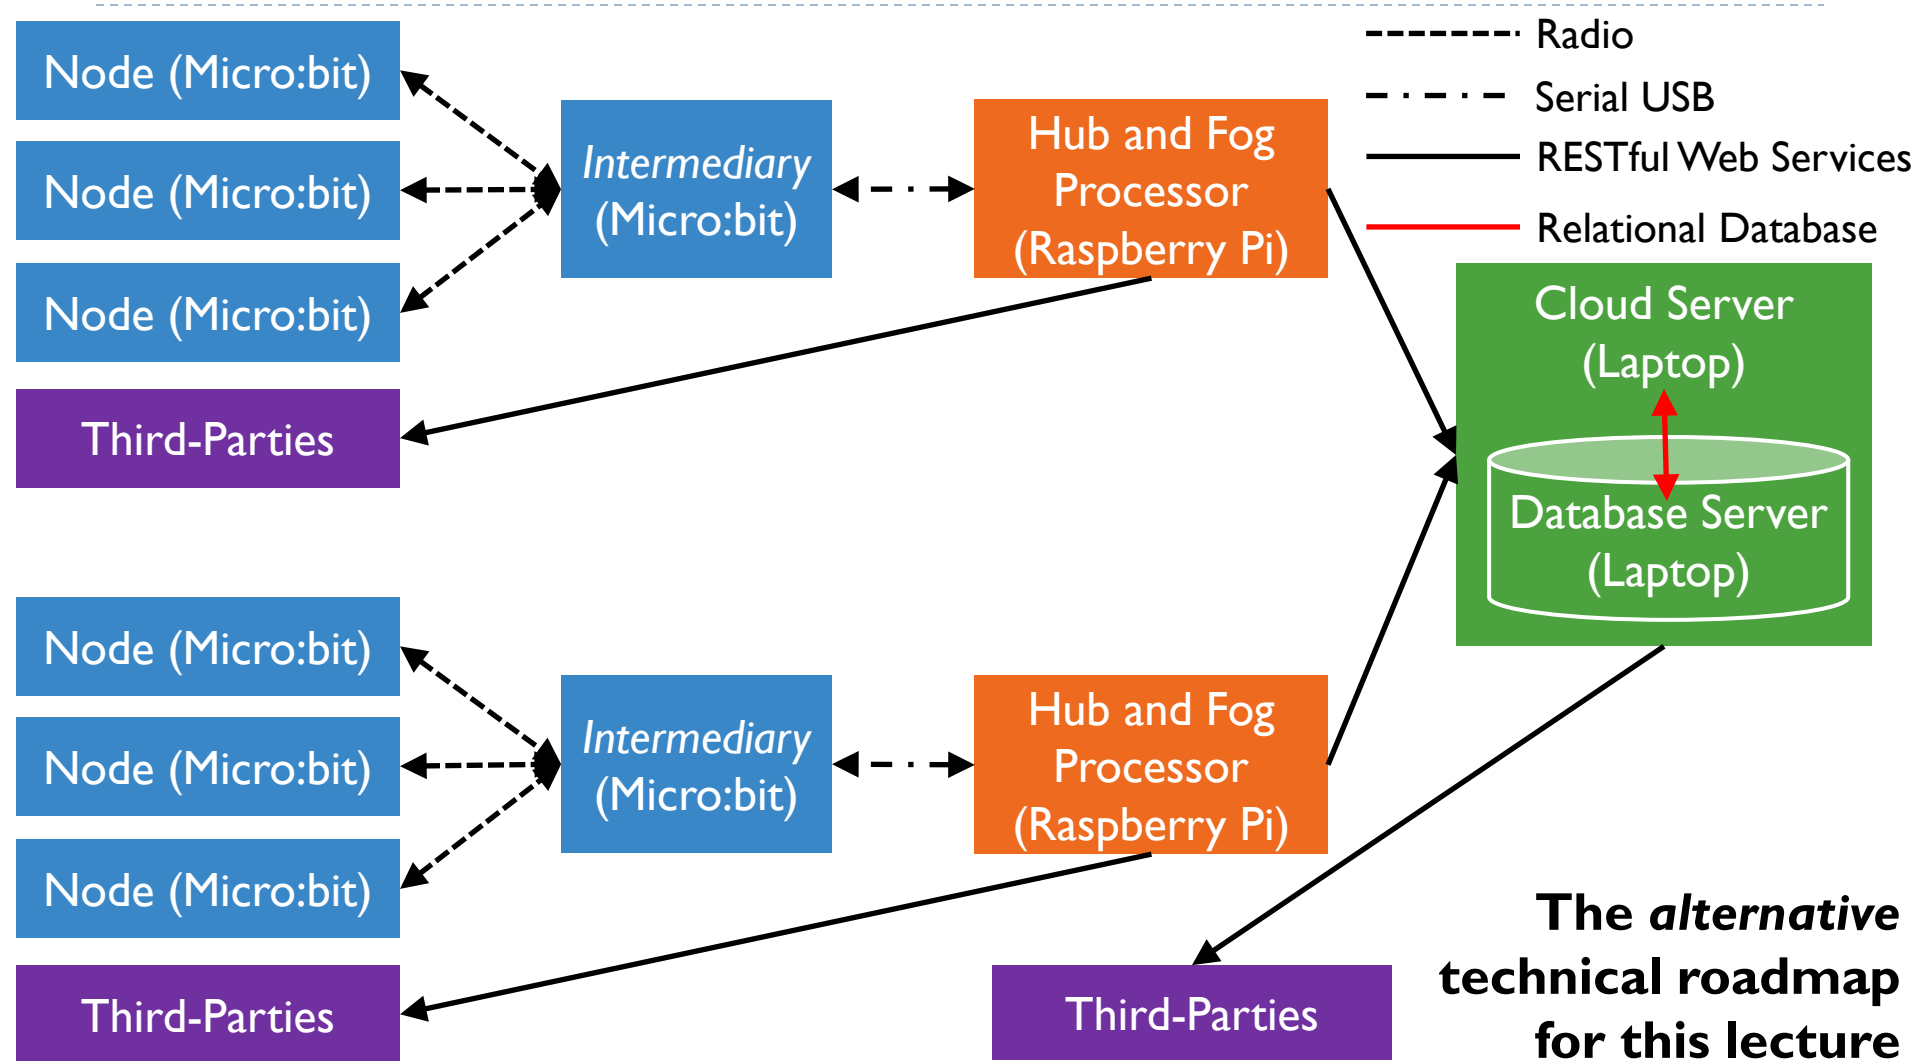 Node (Micro:bit)
Node (Micro:bit)
Node (Micro:bit)
Third-Parties
Intermediary
(Micro:bit)
Hub and Fog
Processor
(Raspberry Pi)
Radio
Serial USB
RESTful Web Services
Relational Database
Cloud Server
(Laptop)
Database Server
(Laptop)
Node (Micro:bit)
Node (Micro:bit)
Node (Micro:bit)
Third-Parties
Intermediary
(Micro:bit)
Hub and Fog
Processor
(Raspberry Pi)
Third-Parties
The alternative
technical roadmap
for this lecture